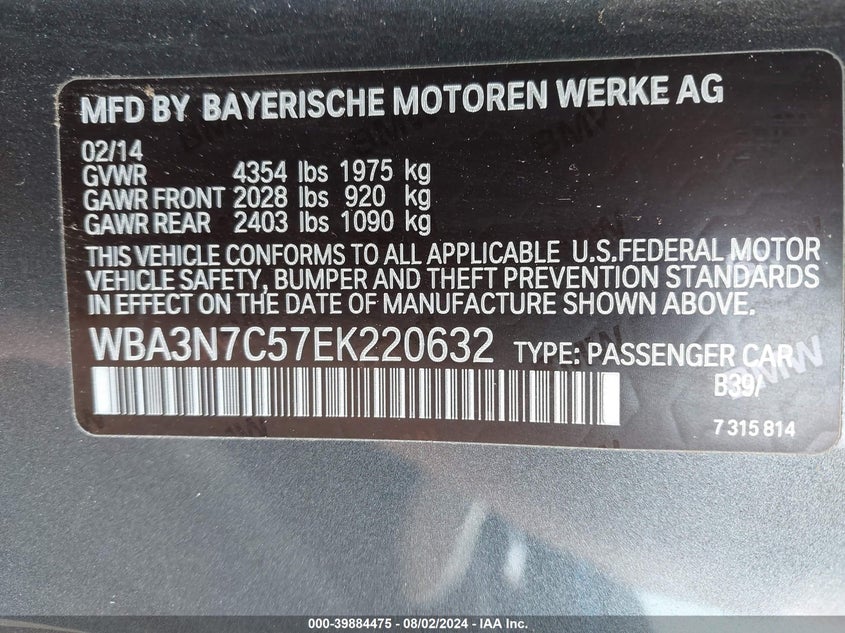 MFD BY BAYERISCHE MOTOREN WERKE AG
02/14
GVWR 4354 lbs 1975 kg
GAWR FRONT 2028 lbs 920 kg
GAWR REAR 2403 lbs 1090 kg
THIS VEHICLE CONFORMS TO ALL APPLICABLE U.S.FEDERAL MOTOR
VEHICLE SAFETY, BUMPER AND THEFT PREVENTION STANDARDS
IN EFFECT ON THE DATE OF MANUFACTURE SHOWN ABOVE.
WBA3N7C57EK220632 TYPE: PASSENGER CAR
B39/
7 315 814
000-39884475 - 08/02/2024 - IAA Inc.